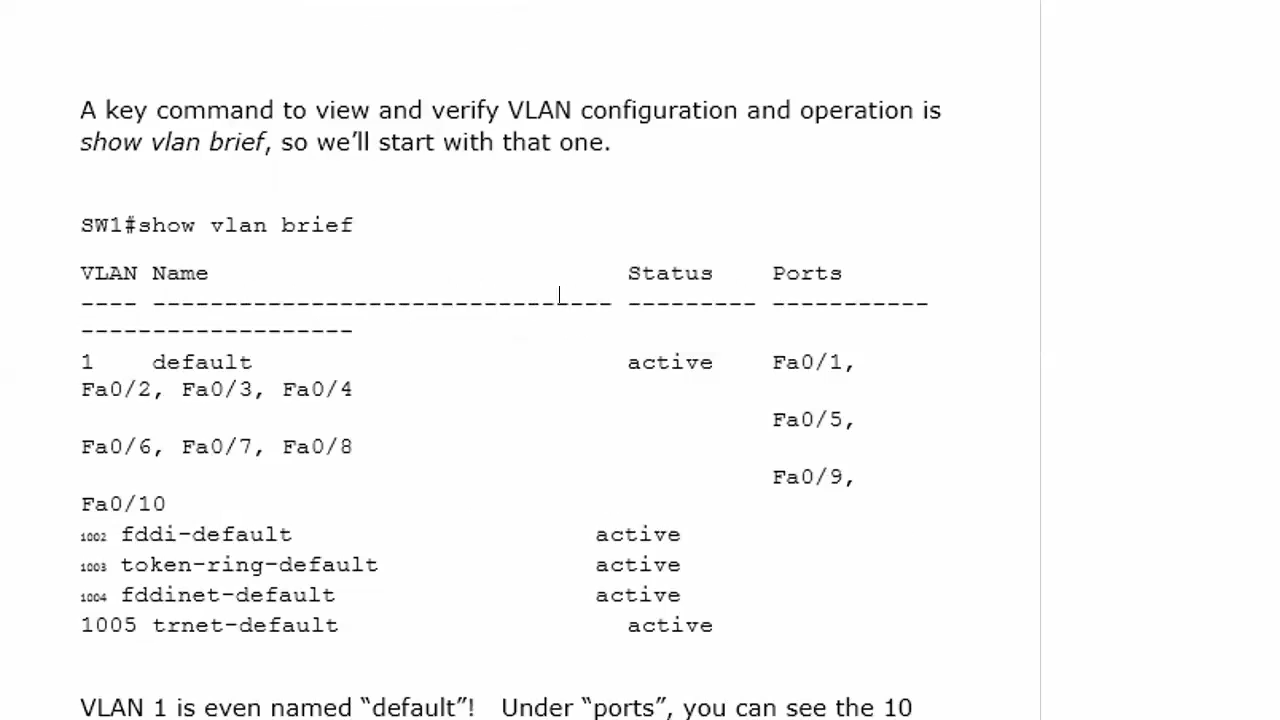 A key command to view and verify VLAN configuration and operation is
show vlan brief, so we’ll start with that one.
SW1#show vlan brief
VLAN Name                             Status    Ports
---- -------------------------------- --------- -----------
-------------------
1    default                          active    Fa0/1,
Fa0/2, Fa0/3, Fa0/4
                                                Fa0/5,
Fa0/6, Fa0/7, Fa0/8
                                                Fa0/9,
Fa0/10
1002 fddi-default                     active
1003 token-ring-default               active
1004 fddinet-default                  active
1005 trnet-default                    active
VLAN 1 is even named “default”!   Under “ports”, you can see the 10